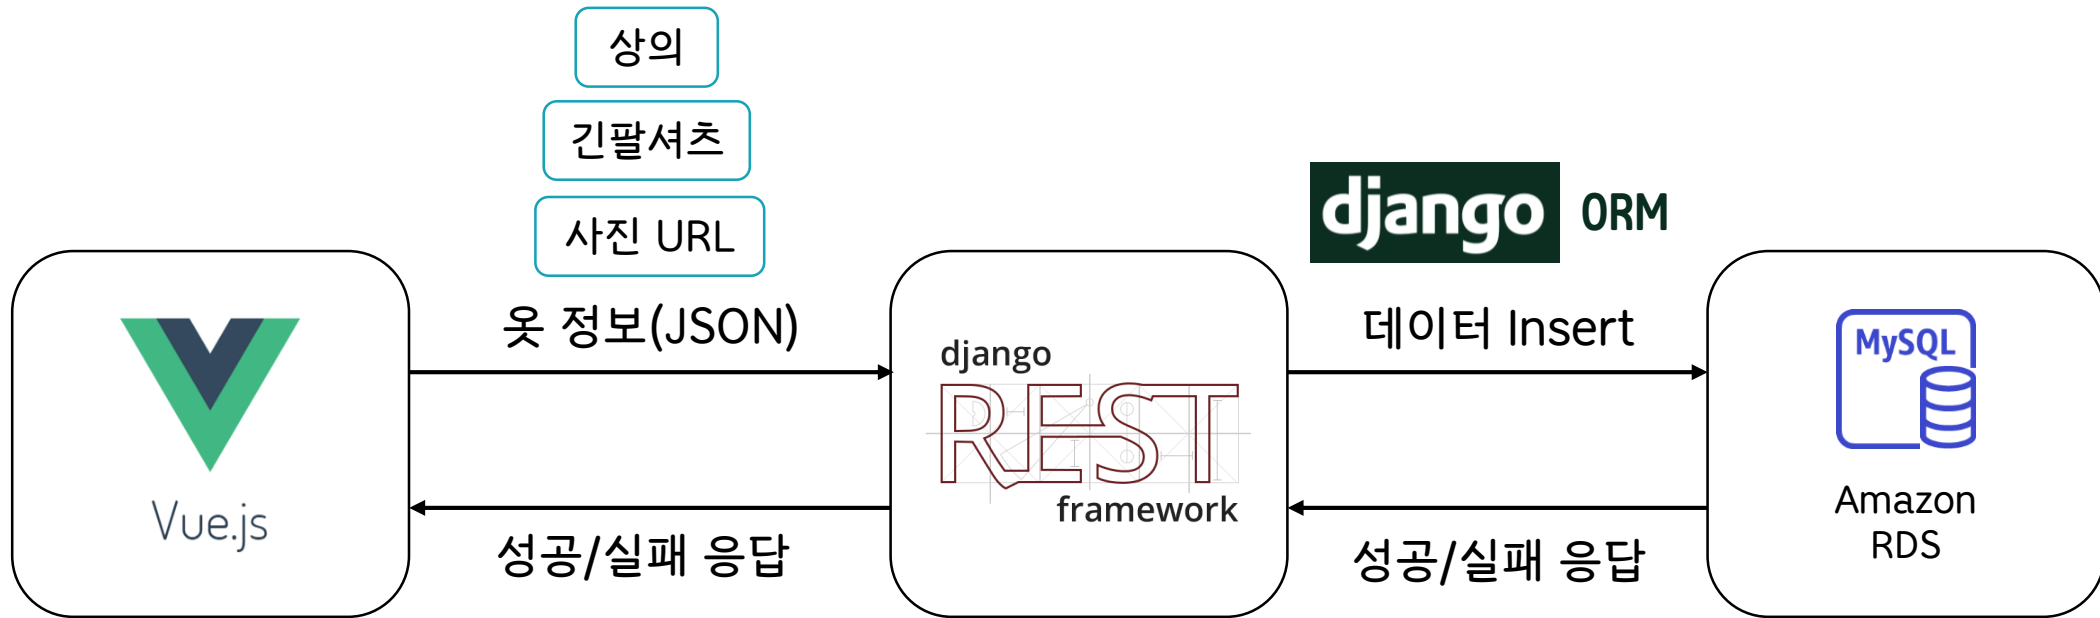 상의
긴팔셔츠
사진 URL
옷 정보(JSON)
성공/실패 응답
Vue.js
django
REST
framework
django ORM
데이터 Insert
성공/실패 응답
MySQL
Amazon
RDS